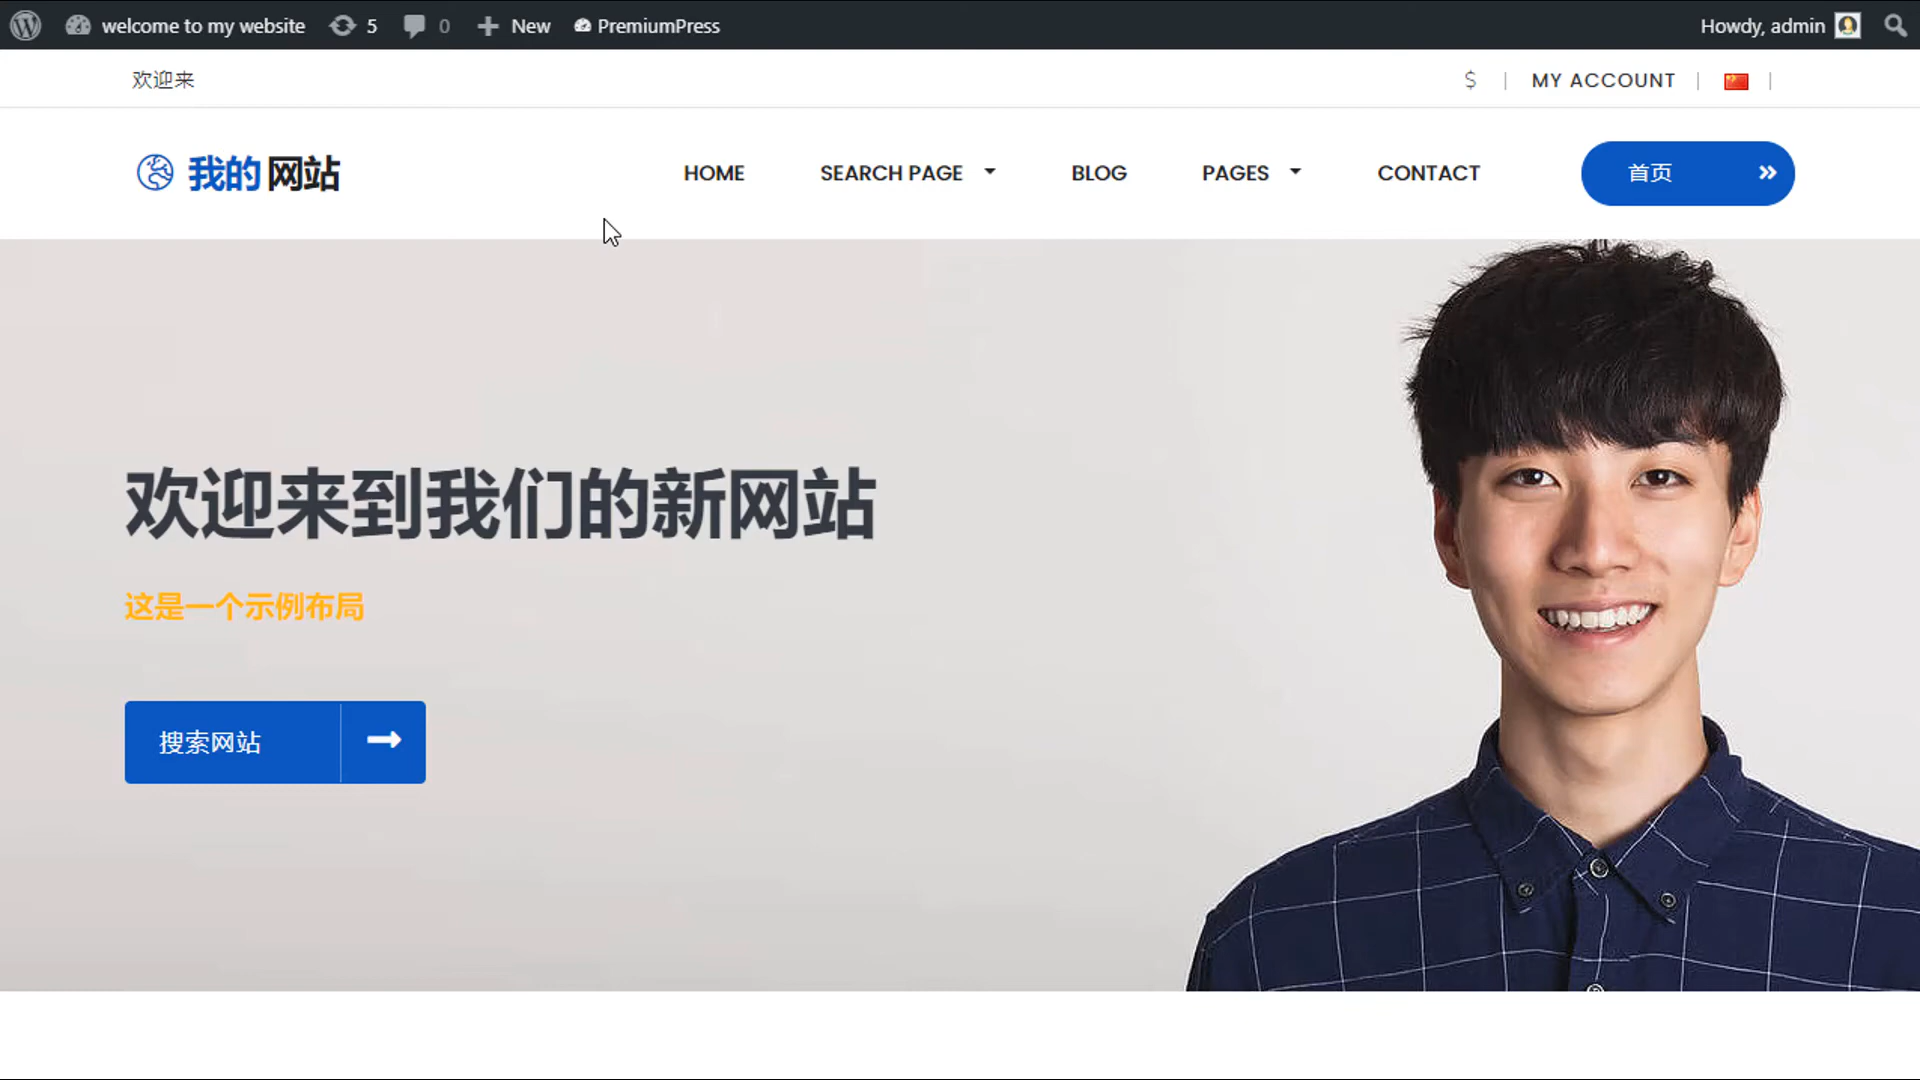 welcome to my website 5 0 New PremiumPress Howdy, admin
欢迎来 $ | MY ACCOUNT | |
我的网站 HOME SEARCH PAGE BLOG PAGES CONTACT 首页
欢迎来到我们的新网站
这是一个示例布局
搜索网站